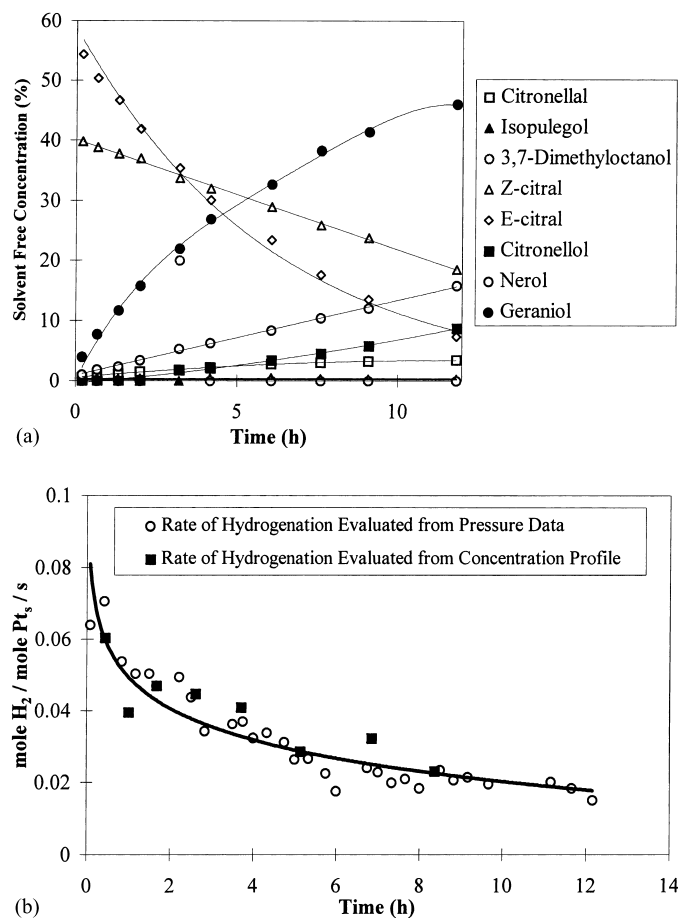 60
50
40
30
20
10
0
Solvent Free Concentration (%)
0 5 10
Time (h)
(a)
Citronellal
Isopulegol
3,7-Dimethyloctanol
Z-citral
E-citral
Citronellol
Nerol
Geraniol
0.1
0.08
0.06
0.04
0.02
0
mole H₂ / mole Ptₛ / s
Rate of Hydrogenation Evaluated from Pressure Data
Rate of Hydrogenation Evaluated from Concentration Profile
0 2 4 6 8 10 12 14
Time (h)
(b)